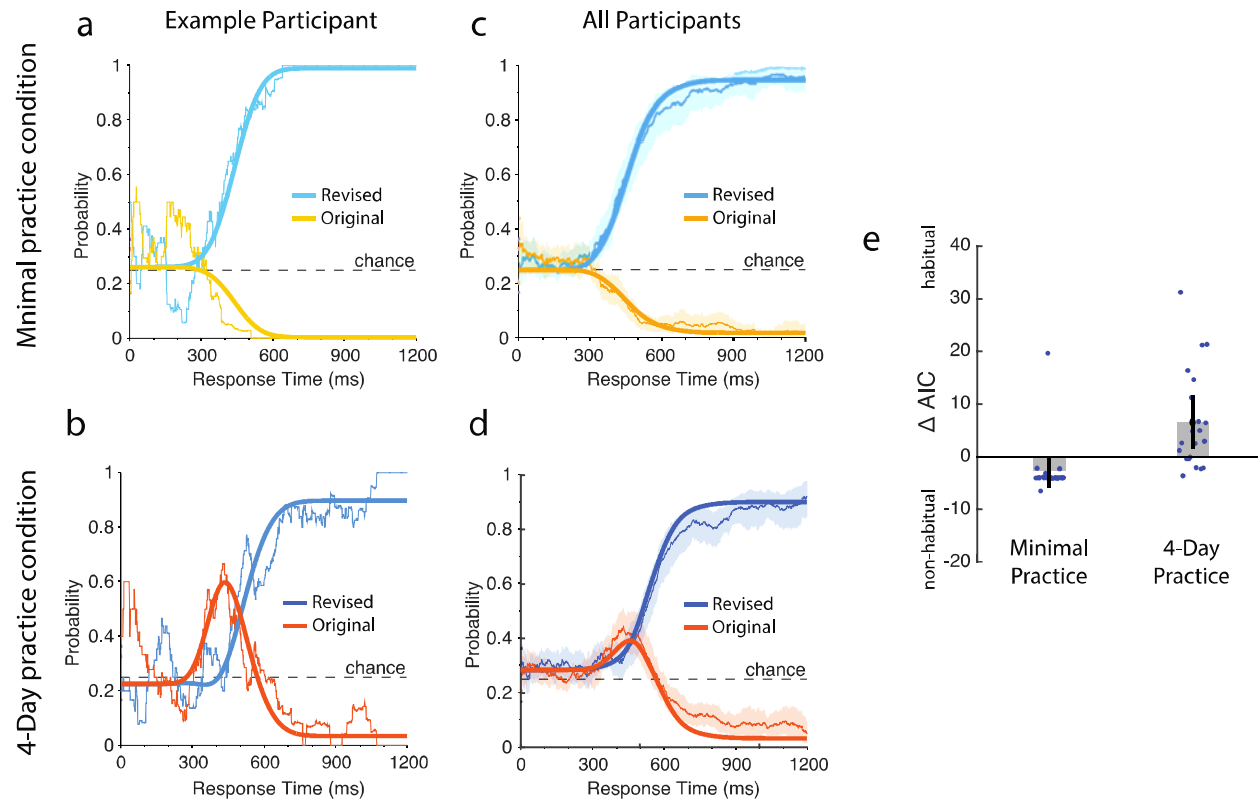 Example Participant
All Participants
Mnimal practice condition
4-Day practice condition
a
1
0.8
0.6
0.4
0.2
0
Probability
Revised
Original
chance
0
300
600
900
1200
Response Time (ms)
c
1
0.8
0.6
0.4
0.2
0
Probability
Revised
Original
chance
0
300
600
900
1200
Response Time (ms)
b
1
0.8
0.6
0.4
0.2
0
Probability
Revised
Original
chance
0
300
600
900
1200
Response Time (ms)
d
1
0.8
0.6
0.4
0.2
0
Probability
Revised
Original
chance
0
300
600
900
1200
Response Time (ms)
e
habitual
Δ AIC
non-habitual
40
30
20
10
0
-10
-20
Minimal
Practice
4-Day
Practice